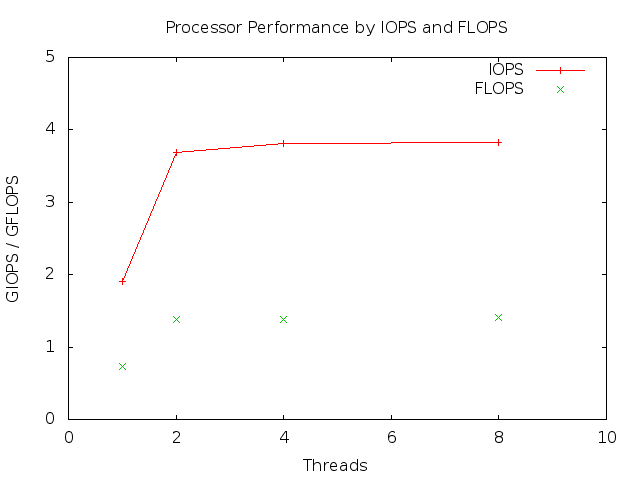 Processor Performance by IOPS and FLOPS
5
IOPS
FLOPS
4
3
2
1
0
GIOPS / GFLOPS
0 2 4 6 8 10
Threads